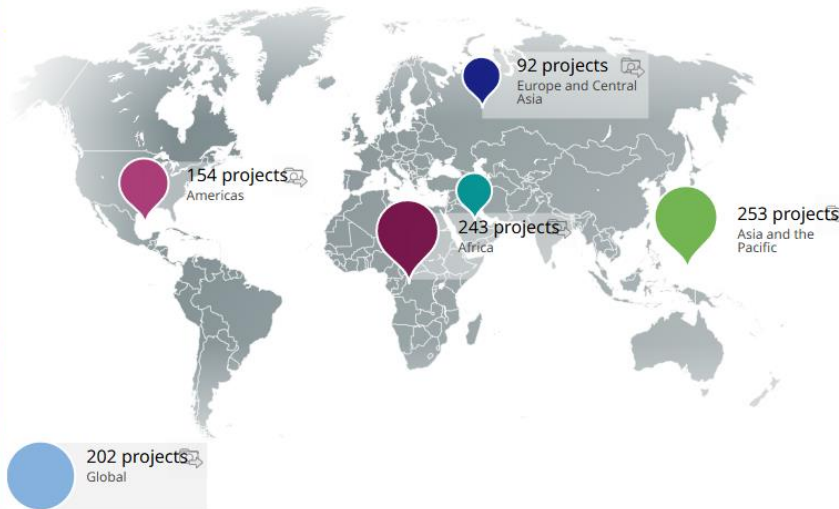 92 projects
Europe and Central
Asia
154 projects
Americas
243 projects
Africa
253 projects
Asia and the
Pacific
202 projects
Global